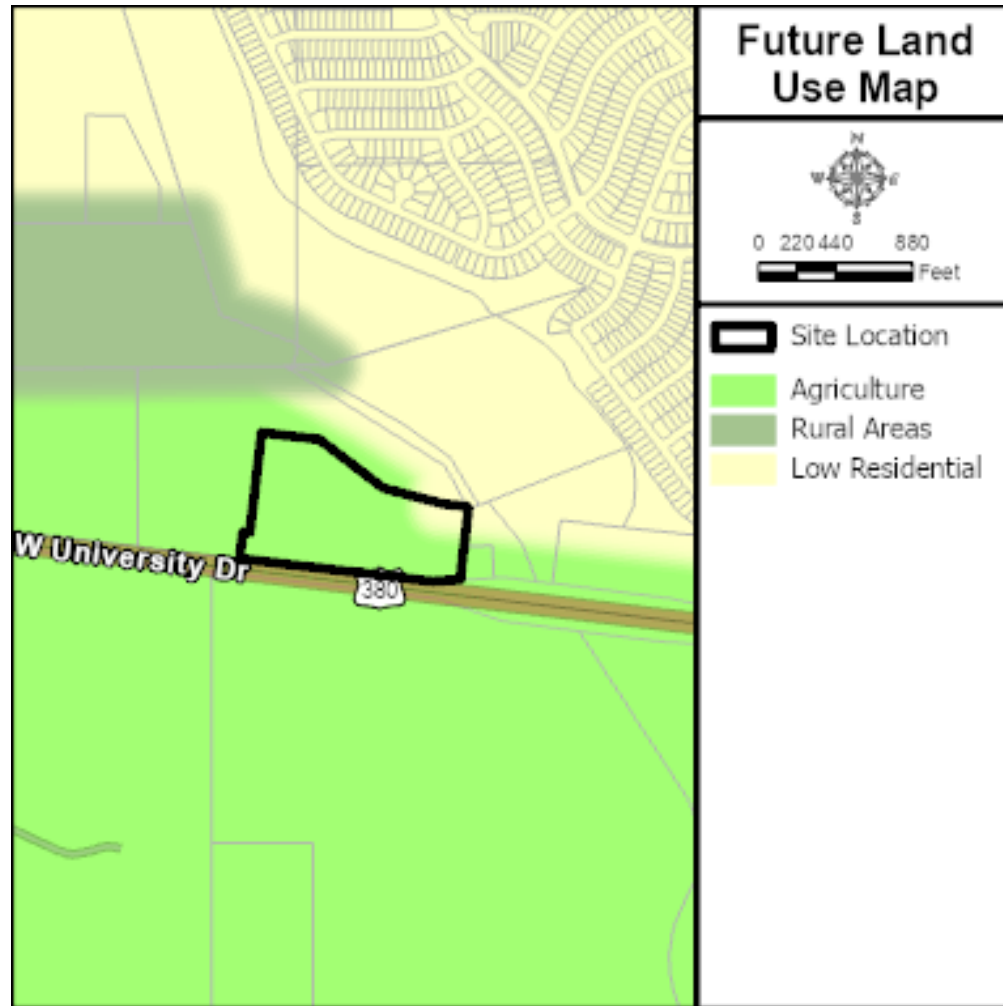 Future Land
Use Map
N
W E
S
0 220 440 880
Feet
Site Location
Agriculture
Rural Areas
Low Residential
W University Dr
380